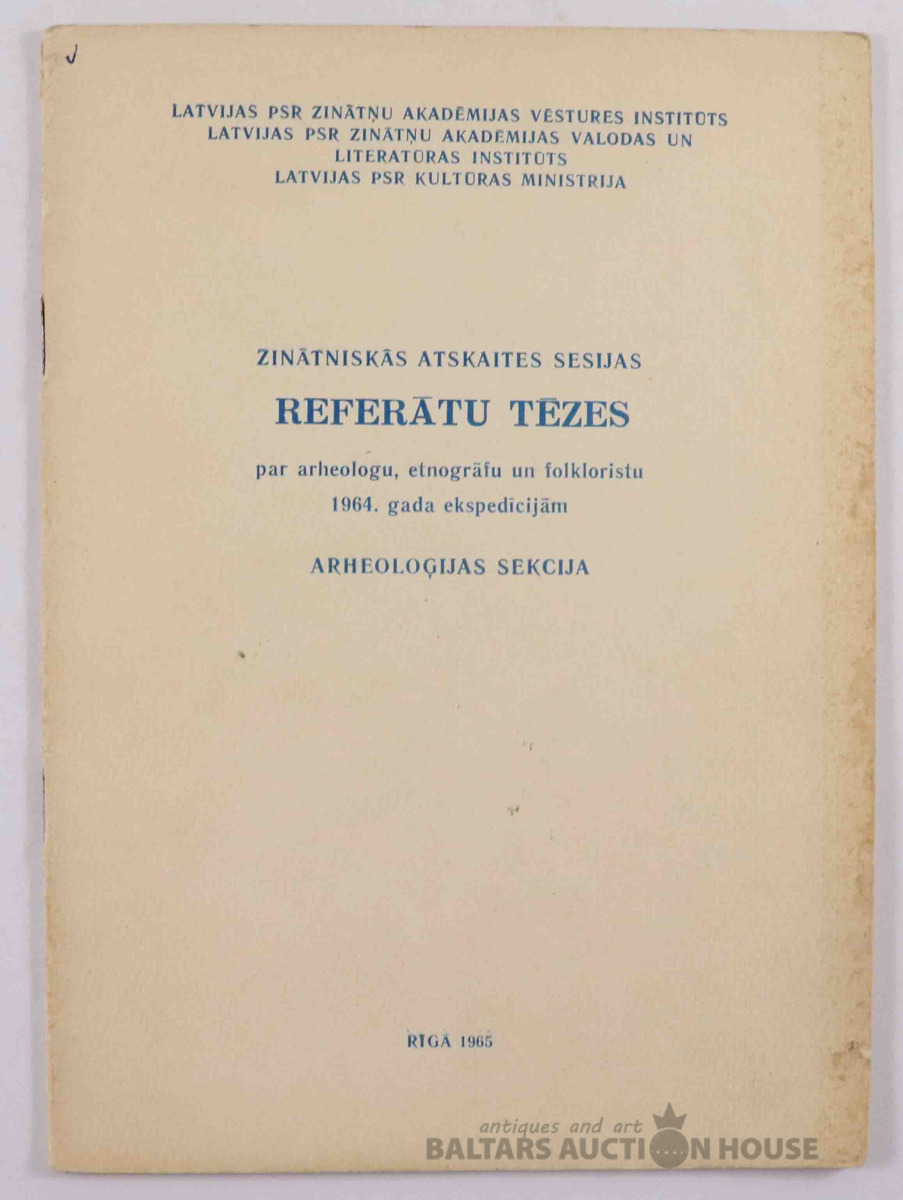 LATVIJAS PSR ZINĀTŅU AKADĒMIJAS VĒSTURES INSTITŪTS
LATVIJAS PSR ZINĀTŅU AKADĒMIJAS VALODAS UN
LITERATŪRAS INSTITŪTS
LATVIJAS PSR KULTŪRAS MINISTRIJA
ZINĀTNISKĀS ATSKAITES SESIJAS
REFERĀTU TĒZES
par arheologu, etnogrāfu un folkloristu
1964. gada ekspedīcijām
ARHEOLOĢIJAS SEKCIJA
RĪGĀ 1965
antiques and art
BALTARS AUCTION HOUSE